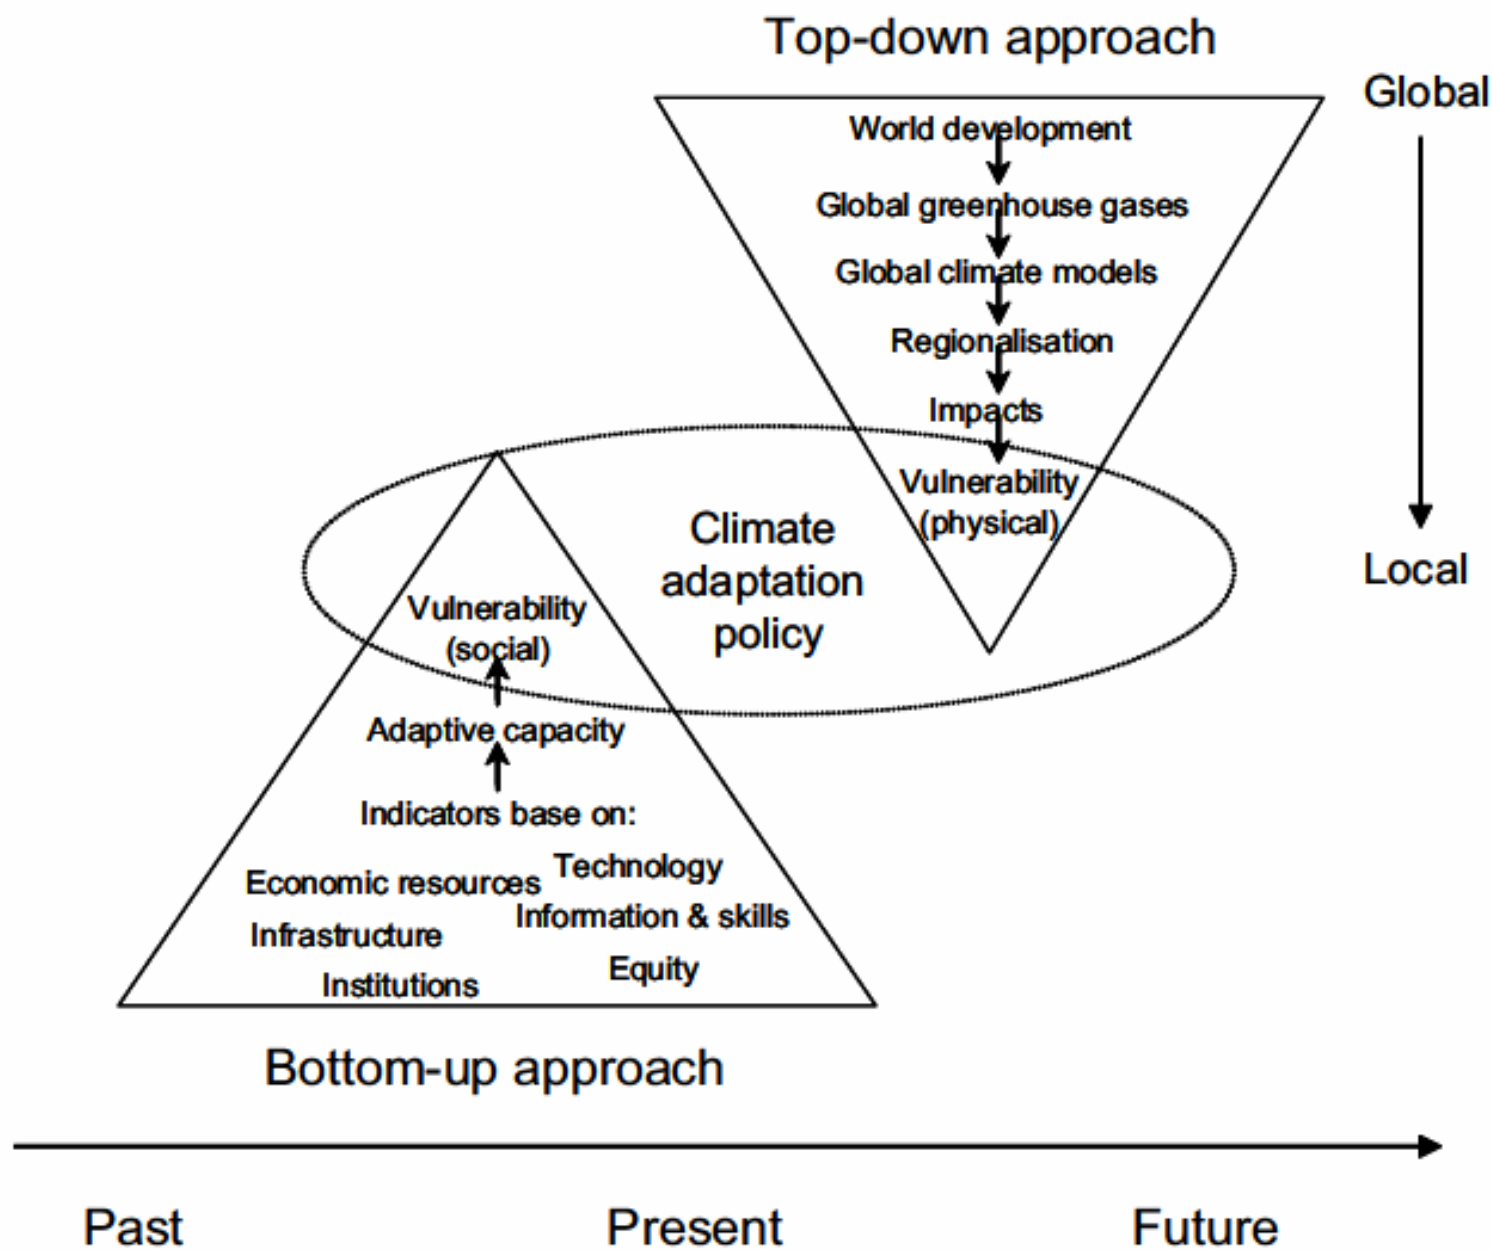 Top-down approach
Global
World development
Global greenhouse gases
Global climate models
Regionalisation
Impacts
Vulnerability
(physical)
Local
Climate
adaptation
policy
Vulnerability
(social)
Adaptive capacity
Indicators base on:
Economic resources
Technology
Information & skills
Infrastructure
Equity
Institutions
Bottom-up approach
Past
Present
Future